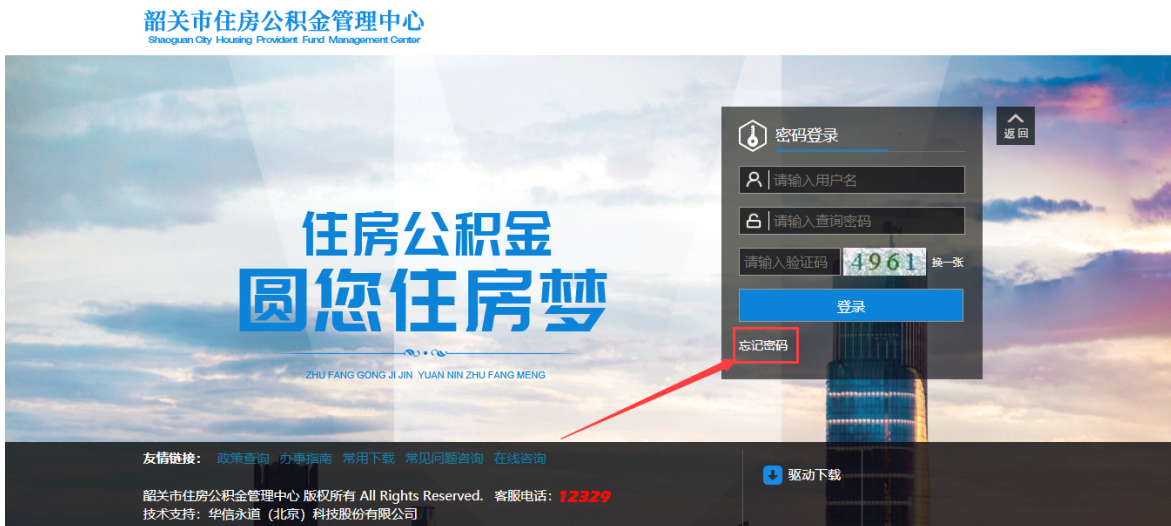 韶关市住房公积金管理中心
Shaoguan City Housing Provident Fund Management Center
密码登录
返回
请输入用户名
请输入查询密码
请输入验证码 4961 换一张
登录
忘记密码
住房公积金
圆您住房梦
ZHU FANG GONG JI JIN YUAN NIN ZHU FANG MENG
友情链接： 政策查询 办事指南 常用下载 常见问题咨询 在线咨询
驱动下载
韶关市住房公积金管理中心 版权所有 All Rights Reserved. 客服电话：12329
技术支持：华信永道（北京）科技股份有限公司